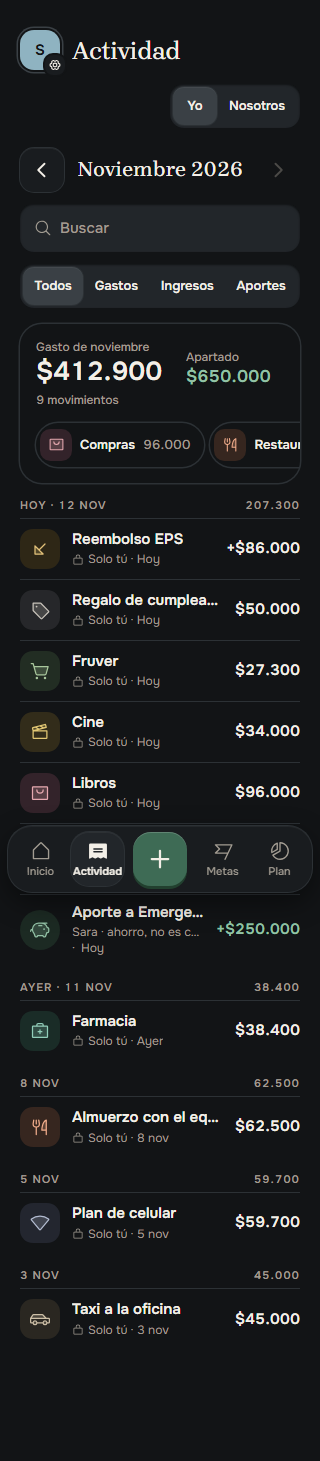 S
Actividad
Yo
Nosotros
Noviembre 2026
Buscar
Todos
Gastos
Ingresos
Aportes
Gasto de noviembre
$412.900
Apartado
$650.000
9 movimientos
Compras 96.000
Restaur
HOY · 12 NOV
207.300
Reembolso EPS
Solo tú · Hoy
+$86.000
Regalo de cumplea...
Solo tú · Hoy
$50.000
Fruver
Solo tú · Hoy
$27.300
Cine
Solo tú · Hoy
$34.000
Libros
Solo tú · Hoy
$96.000
Inicio
Actividad
Metas
Plan
Aporte a Emerge...
Sara · ahorro, no es c...
· Hoy
+$250.000
AYER · 11 NOV
38.400
Farmacia
Solo tú · Ayer
$38.400
8 NOV
62.500
Almuerzo con el eq...
Solo tú · 8 nov
$62.500
5 NOV
59.700
Plan de celular
Solo tú · 5 nov
$59.700
3 NOV
45.000
Taxi a la oficina
Solo tú · 3 nov
$45.000